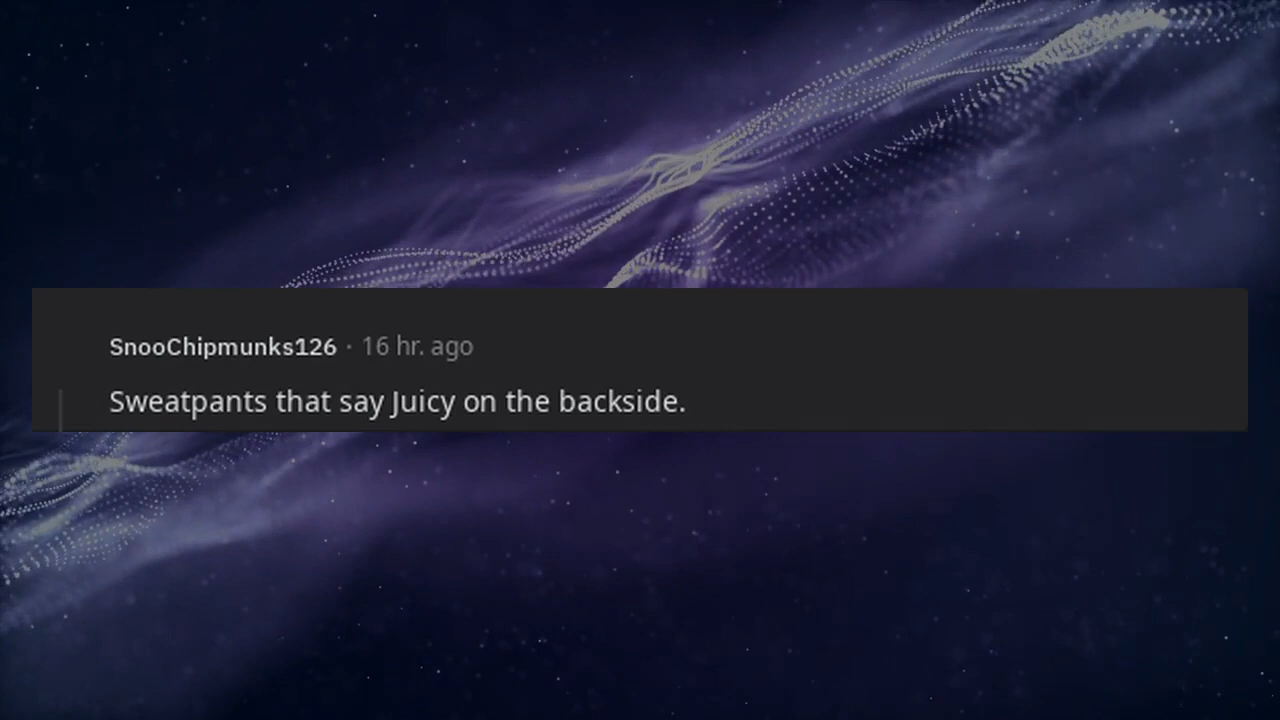 SnooChipmunks126 · 16 hr. ago
Sweatpants that say Juicy on the backside.